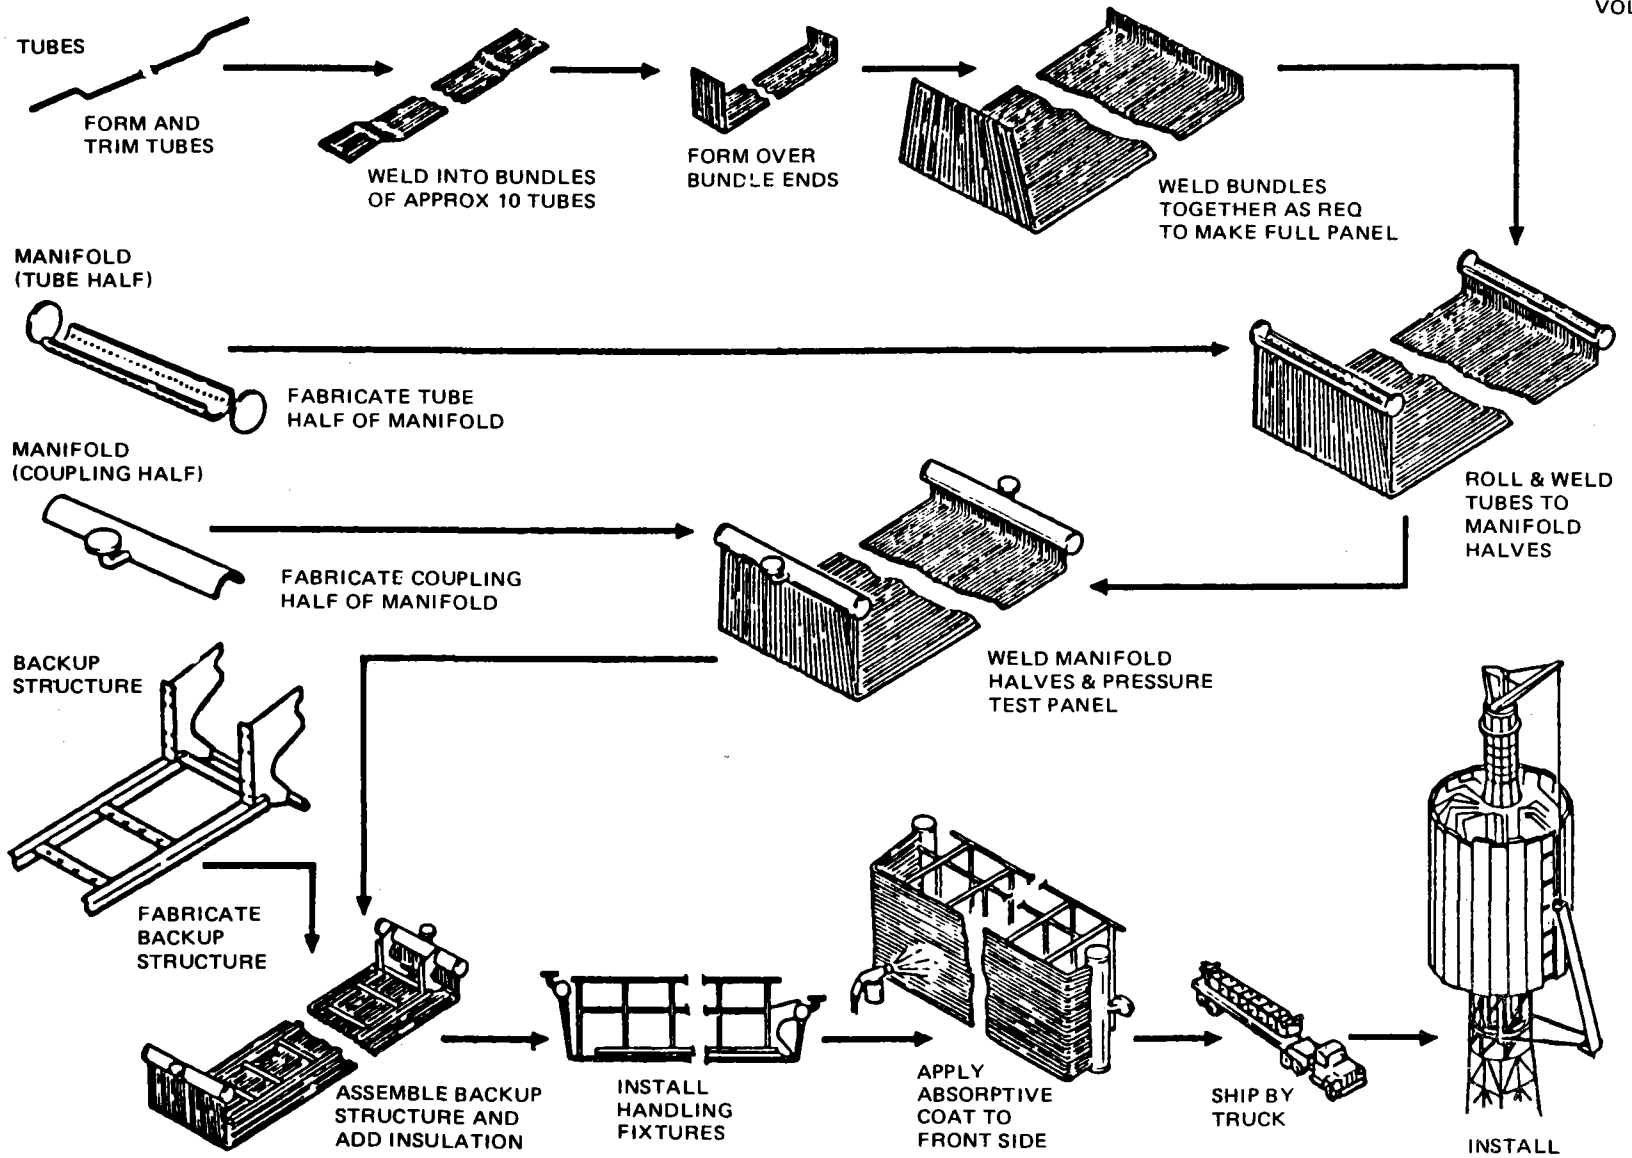 VOL
TUBES
FORM AND
TRIM TUBES
WELD INTO BUNDLES
OF APPROX 10 TUBES
FORM OVER
BUNDLE ENDS
WELD BUNDLES
TOGETHER AS REQ
TO MAKE FULL PANEL
MANIFOLD
(TUBE HALF)
FABRICATE TUBE
HALF OF MANIFOLD
ROLL & WELD
TUBES TO
MANIFOLD
HALVES
MANIFOLD
(COUPLING HALF)
FABRICATE COUPLING
HALF OF MANIFOLD
WELD MANIFOLD
HALVES & PRESSURE
TEST PANEL
BACKUP
STRUCTURE
FABRICATE
BACKUP
STRUCTURE
ASSEMBLE BACKUP
STRUCTURE AND
ADD INSULATION
INSTALL
HANDLING
FIXTURES
APPLY
ABSORPTIVE
COAT TO
FRONT SIDE
SHIP BY
TRUCK
INSTALL